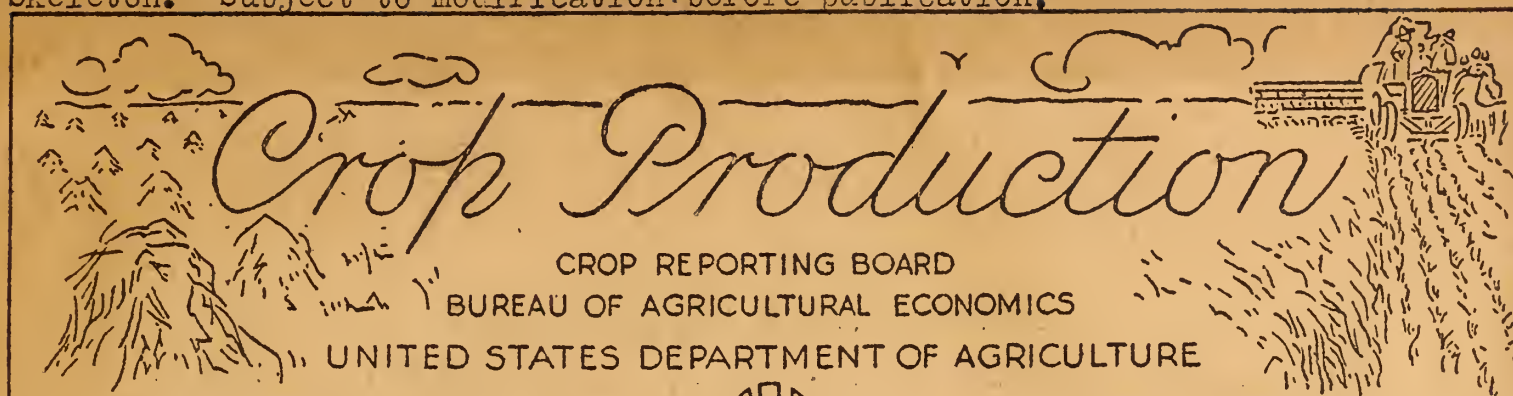 Skeleton. Subject to modification before publication.
Crop Production
CROP REPORTING BOARD
BUREAU OF AGRICULTURAL ECONOMICS
UNITED STATES DEPARTMENT OF AGRICULTURE